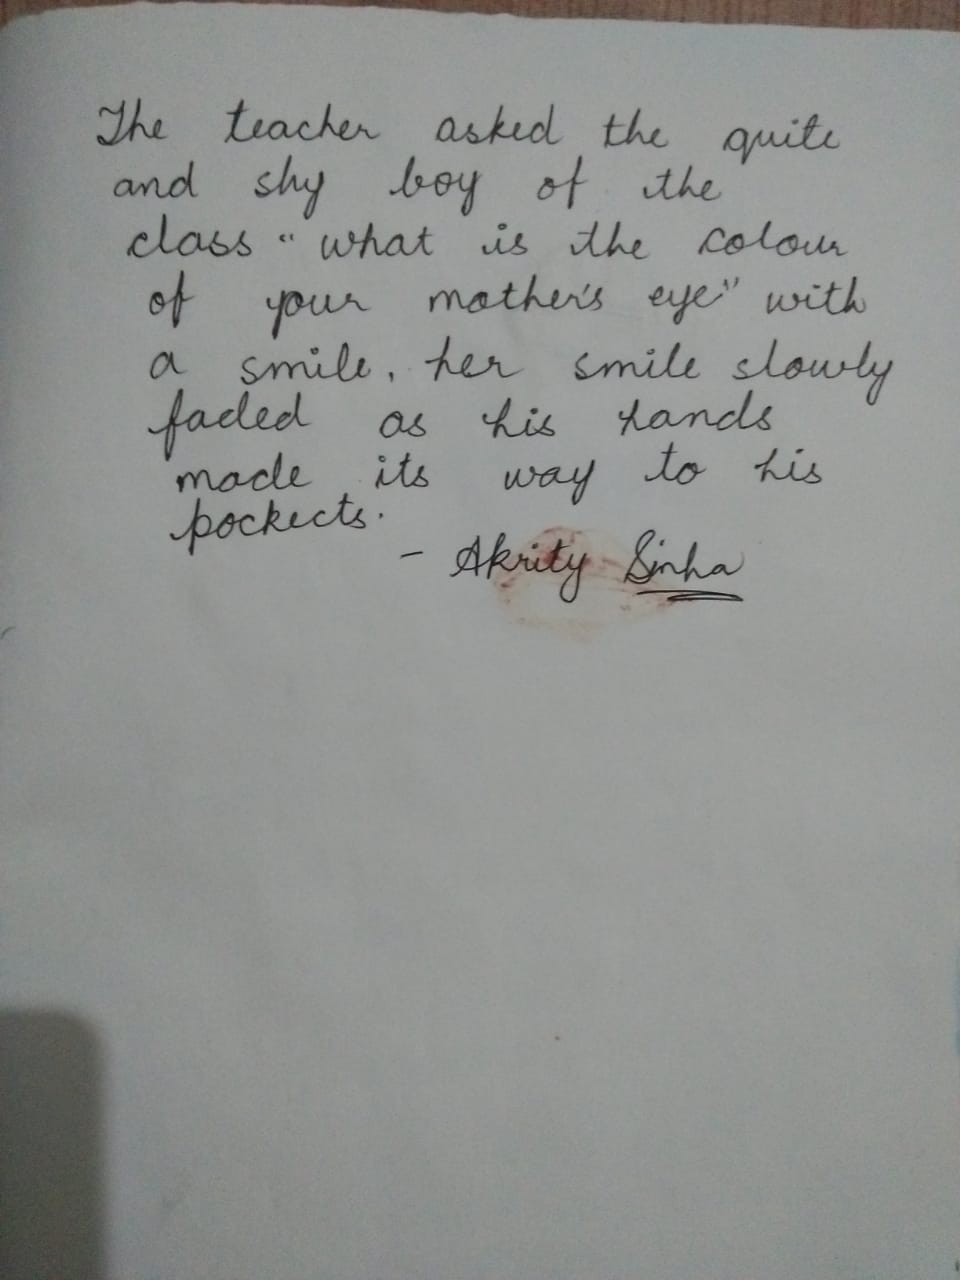 The teacher asked the quite
and shy boy of the
class "what is the colour
of your mother's eye" with
a smile, her smile slowly
faded as his hands
made its way to his
pockects.
- Akrity Sinha